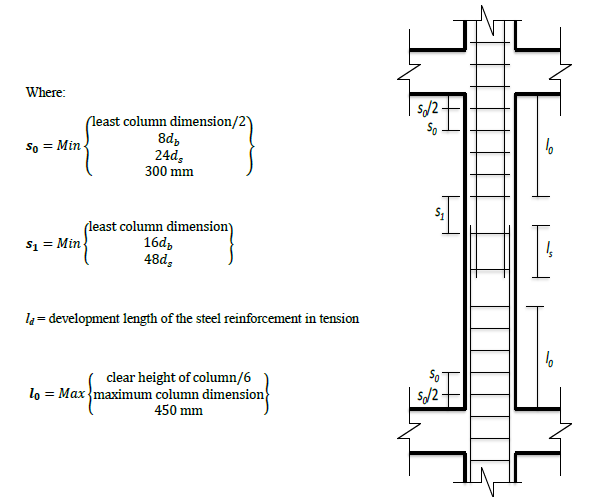 Where:
s₀ = Min {least column dimension/2
8d_b
24d_s
300 mm}
s₁ = Min {least column dimension
16d_b
48d_s}
l_d = development length of the steel reinforcement in tension
l₀ = Max {clear height of column/6
maximum column dimension
450 mm}
s₀/2
s₀
l₀
s₁
l_s
l₀
s₀
s₀/2